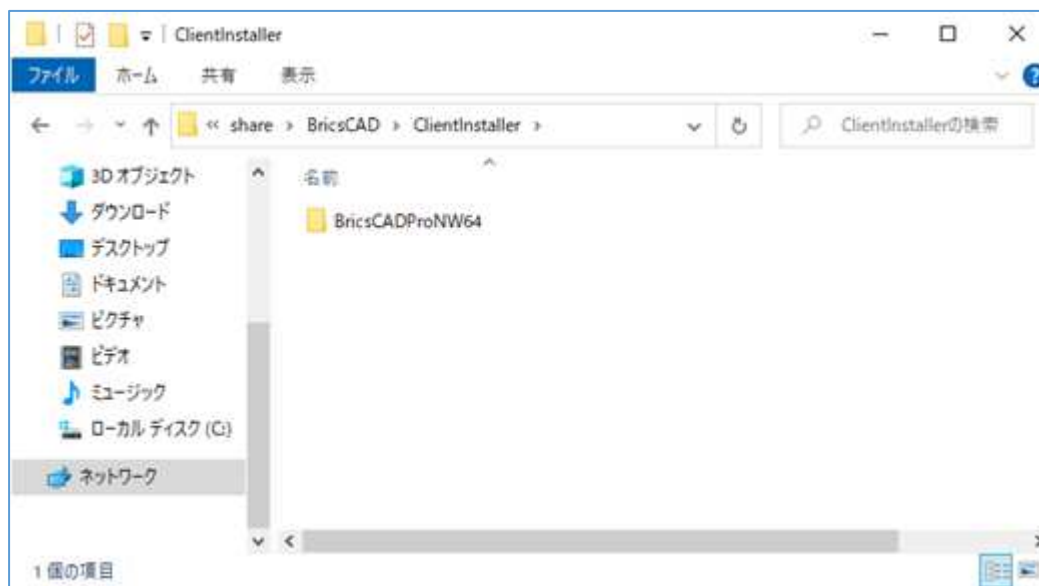 ClientInstaller
ファイル ホーム 共有 表示
« share › BricsCAD › ClientInstaller › ClientInstallerの検索
3D オブジェクト
ダウンロード
デスクトップ
ドキュメント
ピクチャ
ビデオ
ミュージック
ローカル ディスク (C:)
ネットワーク
名前
BricsCADProNW64
1 個の項目